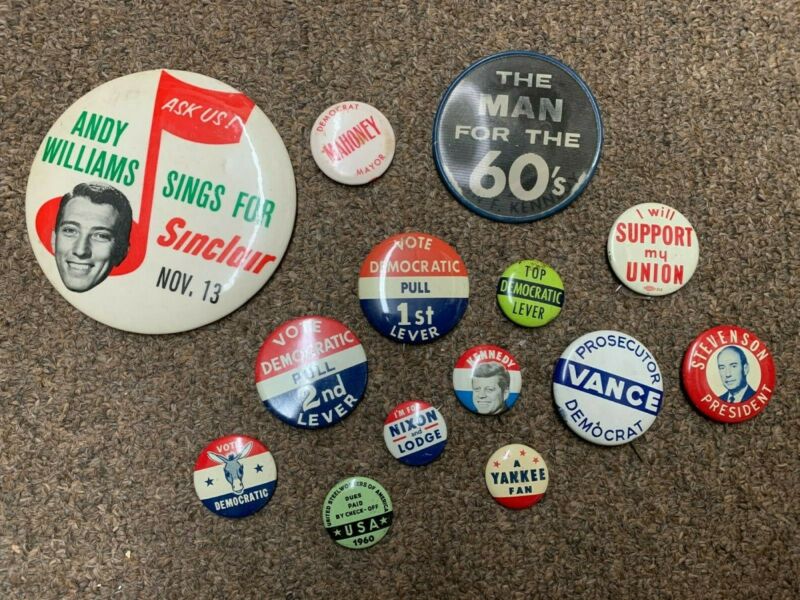 ANDY
WILLIAMS
ASK US!
SINGS FOR
Sinclair
NOV. 13
DEMOCRAT
MAHONEY
MAYOR
THE
MAN
FOR THE
60's
F. KENN
I will
SUPPORT
my
UNION
VOTE
DEMOCRATIC
PULL
1st
LEVER
TOP
DEMOCRATIC
LEVER
VOTE
DEMOCRATIC
PULL
2nd
LEVER
KENNEDY
PROSECUTOR
VANCE
DEMOCRAT
STEVENSON
PRESIDENT
I'M FOR
NIXON
and
LODGE
VOTE
DEMOCRATIC
A
YANKEE
FAN
UNITED STEELWORKERS OF AMERICA
DUES
PAID
BY CHECK-OFF
USA
1960